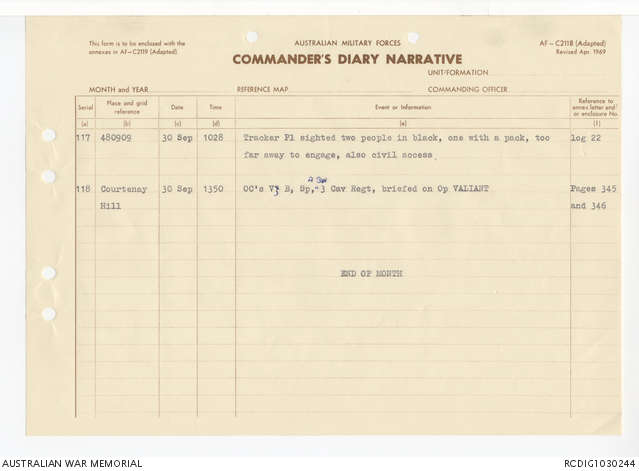 This form is to be enclosed with the
annexes in AF—C2119 (Adapted)
AUSTRALIAN MILITARY FORCES
AF—C2118 (Adapted)
Revised Apr. 1969
COMMANDER'S DIARY NARRATIVE
UNIT/FORMATION
MONTH and YEAR
REFERENCE MAP
COMMANDING OFFICER
Serial
Place and grid
reference
Date
Time
Event or Information
Reference to
annex letter and/
or enclosure No.
(a) (b) (c) (d) (e) (f)
117 480909 30 Sep 1028 Tracker Pl sighted two people in black, one with a pack, too log 22
far away to engage, also civil access
118 Courtenay 30 Sep 1350 OC's B, Sp, 3 Cav Regt, briefed on Op VALIANT Pages 345
Hill and 346
END OF MONTH
AUSTRALIAN WAR MEMORIAL
RCDIG1030244